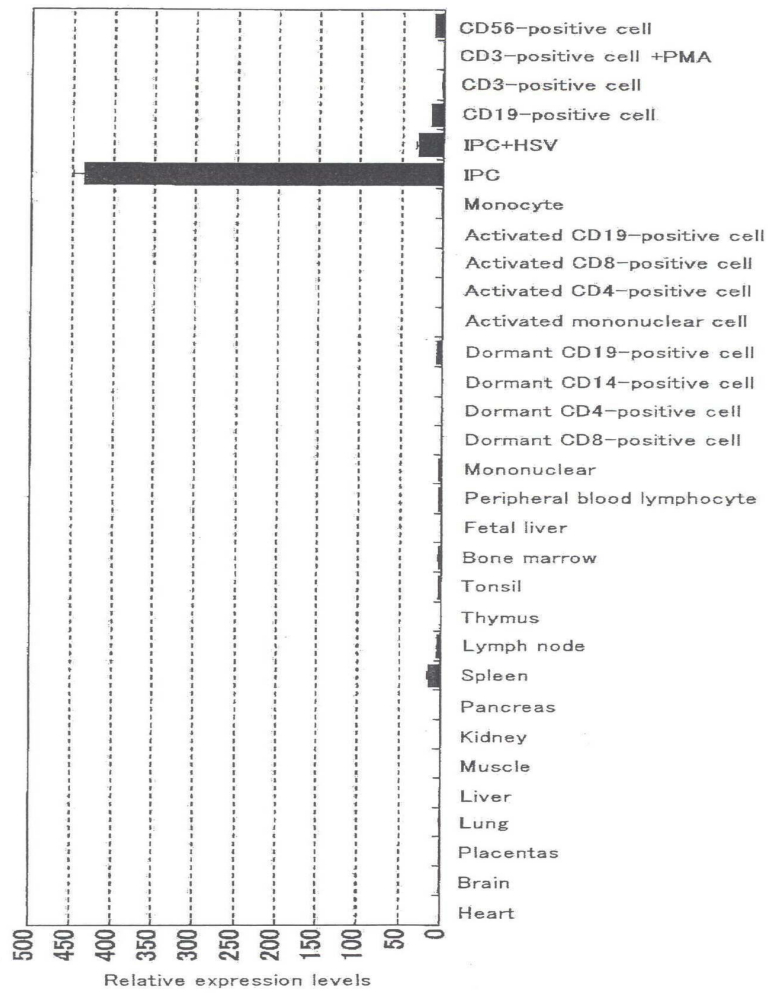 CD56-positive cell
CD3-positive cell +PMA
CD3-positive cell
CD19-positive cell
IPC+HSV
IPC
Monocyte
Activated CD19-positive cell
Activated CD8-positive cell
Activated CD4-positive cell
Activated mononuclear cell
Dormant CD19-positive cell
Dormant CD14-positive cell
Dormant CD4-positive cell
Dormant CD8-positive cell
Mononuclear
Peripheral blood lymphocyte
Fetal liver
Bone marrow
Tonsil
Thymus
Lymph node
Spleen
Pancreas
Kidney
Muscle
Liver
Lung
Placentas
Brain
Heart
500 450 400 350 300 250 200 150 100 50 0
Relative expression levels